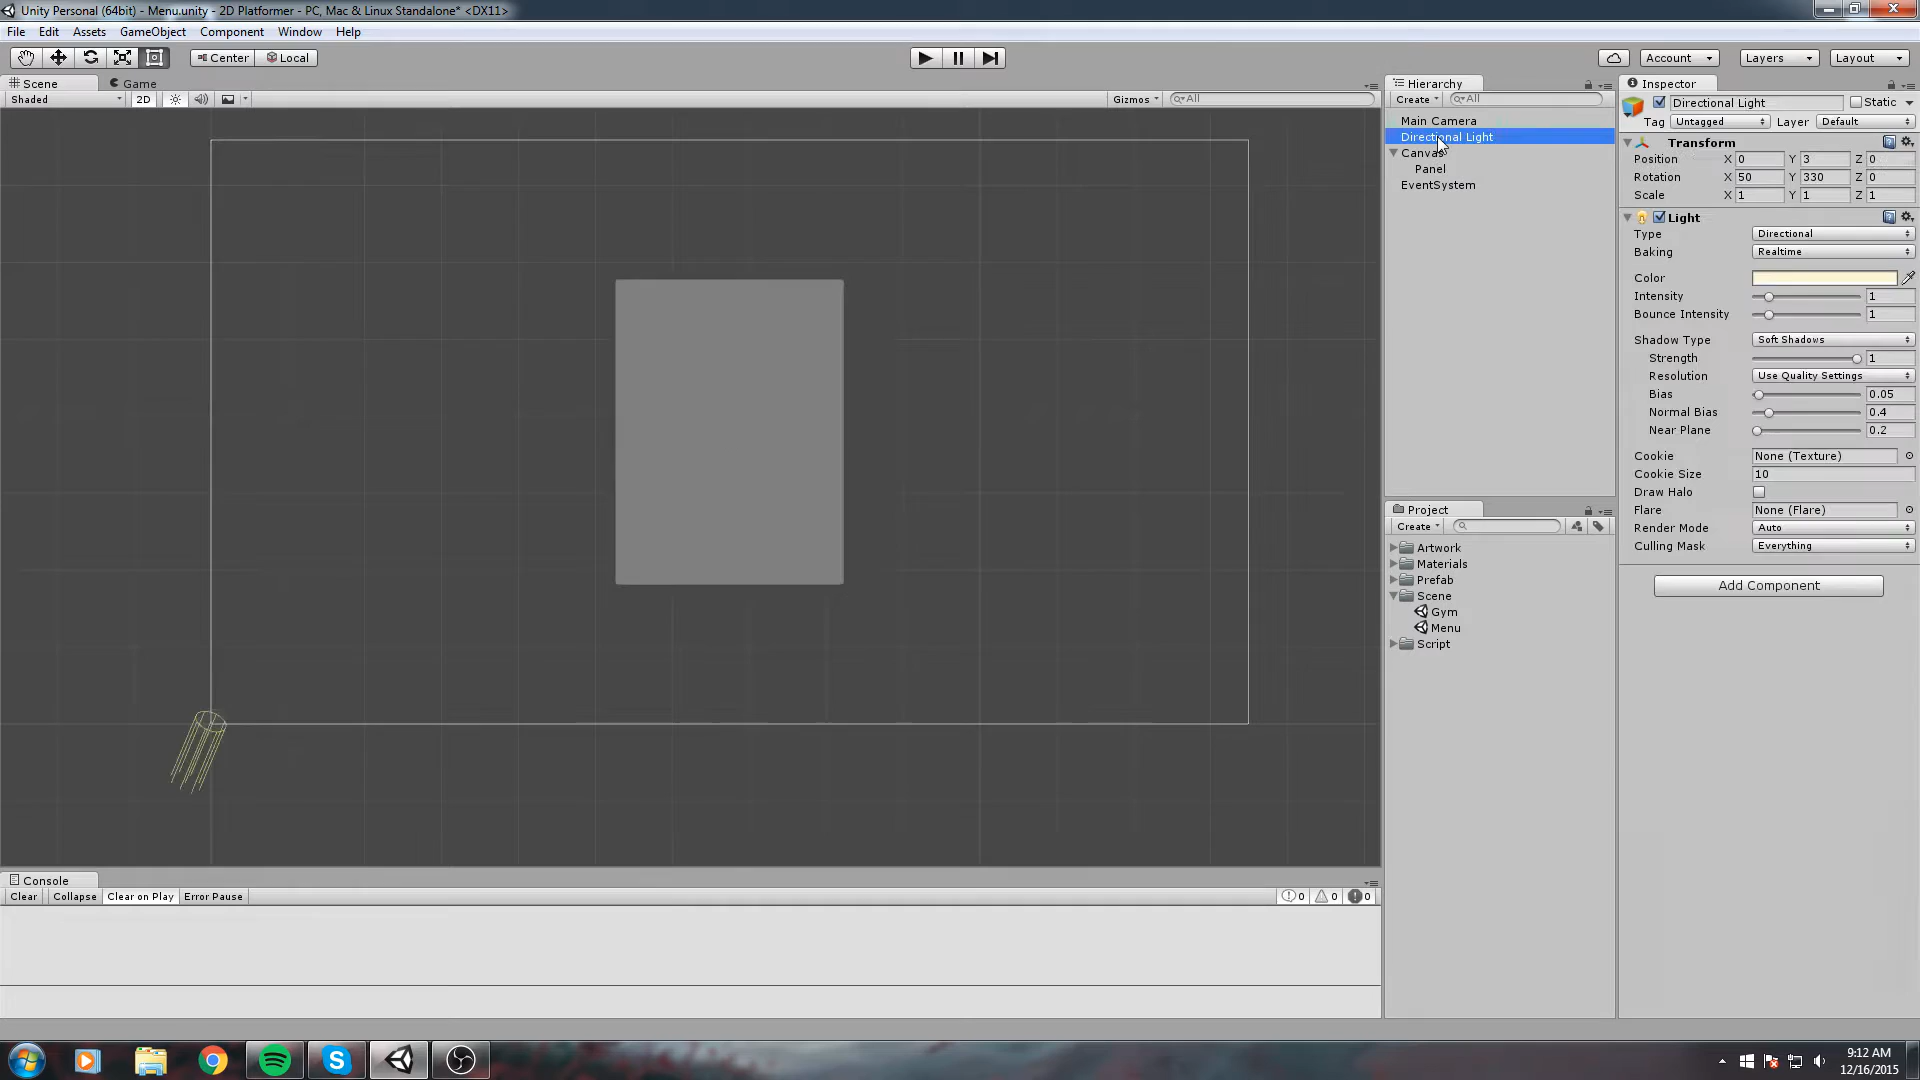 Unity Personal (64bit) - Menu.unity - 2D Platformer - PC, Mac & Linux Standalone* <DX11>
File Edit Assets GameObject Component Window Help
Center Local Account Layers Layout
Scene Game
Shaded 2D Gizmos All
Hierarchy
Create All
Main Camera
Directional Light
Canvas
Panel
EventSystem
Project
Create
Artwork
Materials
Prefab
Scene
Gym
Menu
Script
Inspector
Directional Light Static
Tag Untagged Layer Default
Transform
Position X 0 Y 3 Z 0
Rotation X 50 Y 330 Z 0
Scale X 1 Y 1 Z 1
Light
Type Directional
Baking Realtime
Color
Intensity 1
Bounce Intensity 1
Shadow Type Soft Shadows
Strength 1
Resolution Use Quality Settings
Bias 0.05
Normal Bias 0.4
Near Plane 0.2
Cookie None (Texture)
Cookie Size 10
Draw Halo
Flare None (Flare)
Render Mode Auto
Culling Mask Everything
Add Component
Console
Clear Collapse Clear on Play Error Pause 0 0 0
9:12 AM
12/16/2015